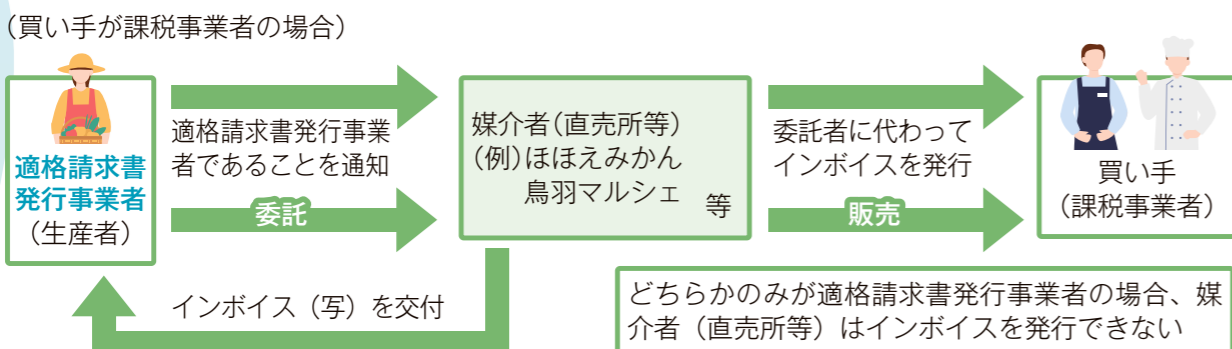 （買い手が課税事業者の場合）
適格請求書
発行事業者
（生産者）
適格請求書発行事業
者であることを通知
委託
媒介者（直売所等）
（例）ほほえみかん
鳥羽マルシェ 等
委託者に代わって
インボイスを発行
販売
買い手
（課税事業者）
インボイス（写）を交付
どちらかのみが適格請求書発行事業者の場合、媒
介者（直売所等）はインボイスを発行できない